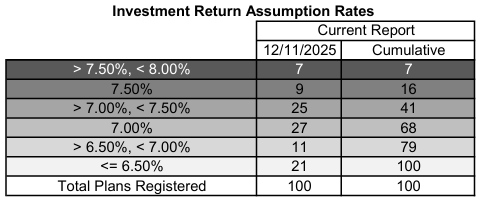 Investment Return Assumption Rates
Current Report
12/11/2025 Cumulative
> 7.50%, < 8.00% 7 7
7.50% 9 16
> 7.00%, < 7.50% 25 41
7.00% 27 68
> 6.50%, < 7.00% 11 79
<= 6.50% 21 100
Total Plans Registered 100 100